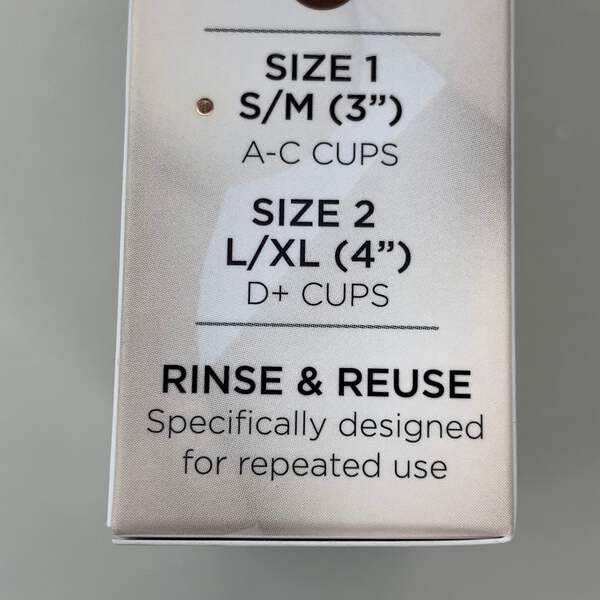 SIZE 1
S/M (3”)
A-C CUPS
SIZE 2
L/XL (4”)
D+ CUPS
RINSE & REUSE
Specifically designed
for repeated use